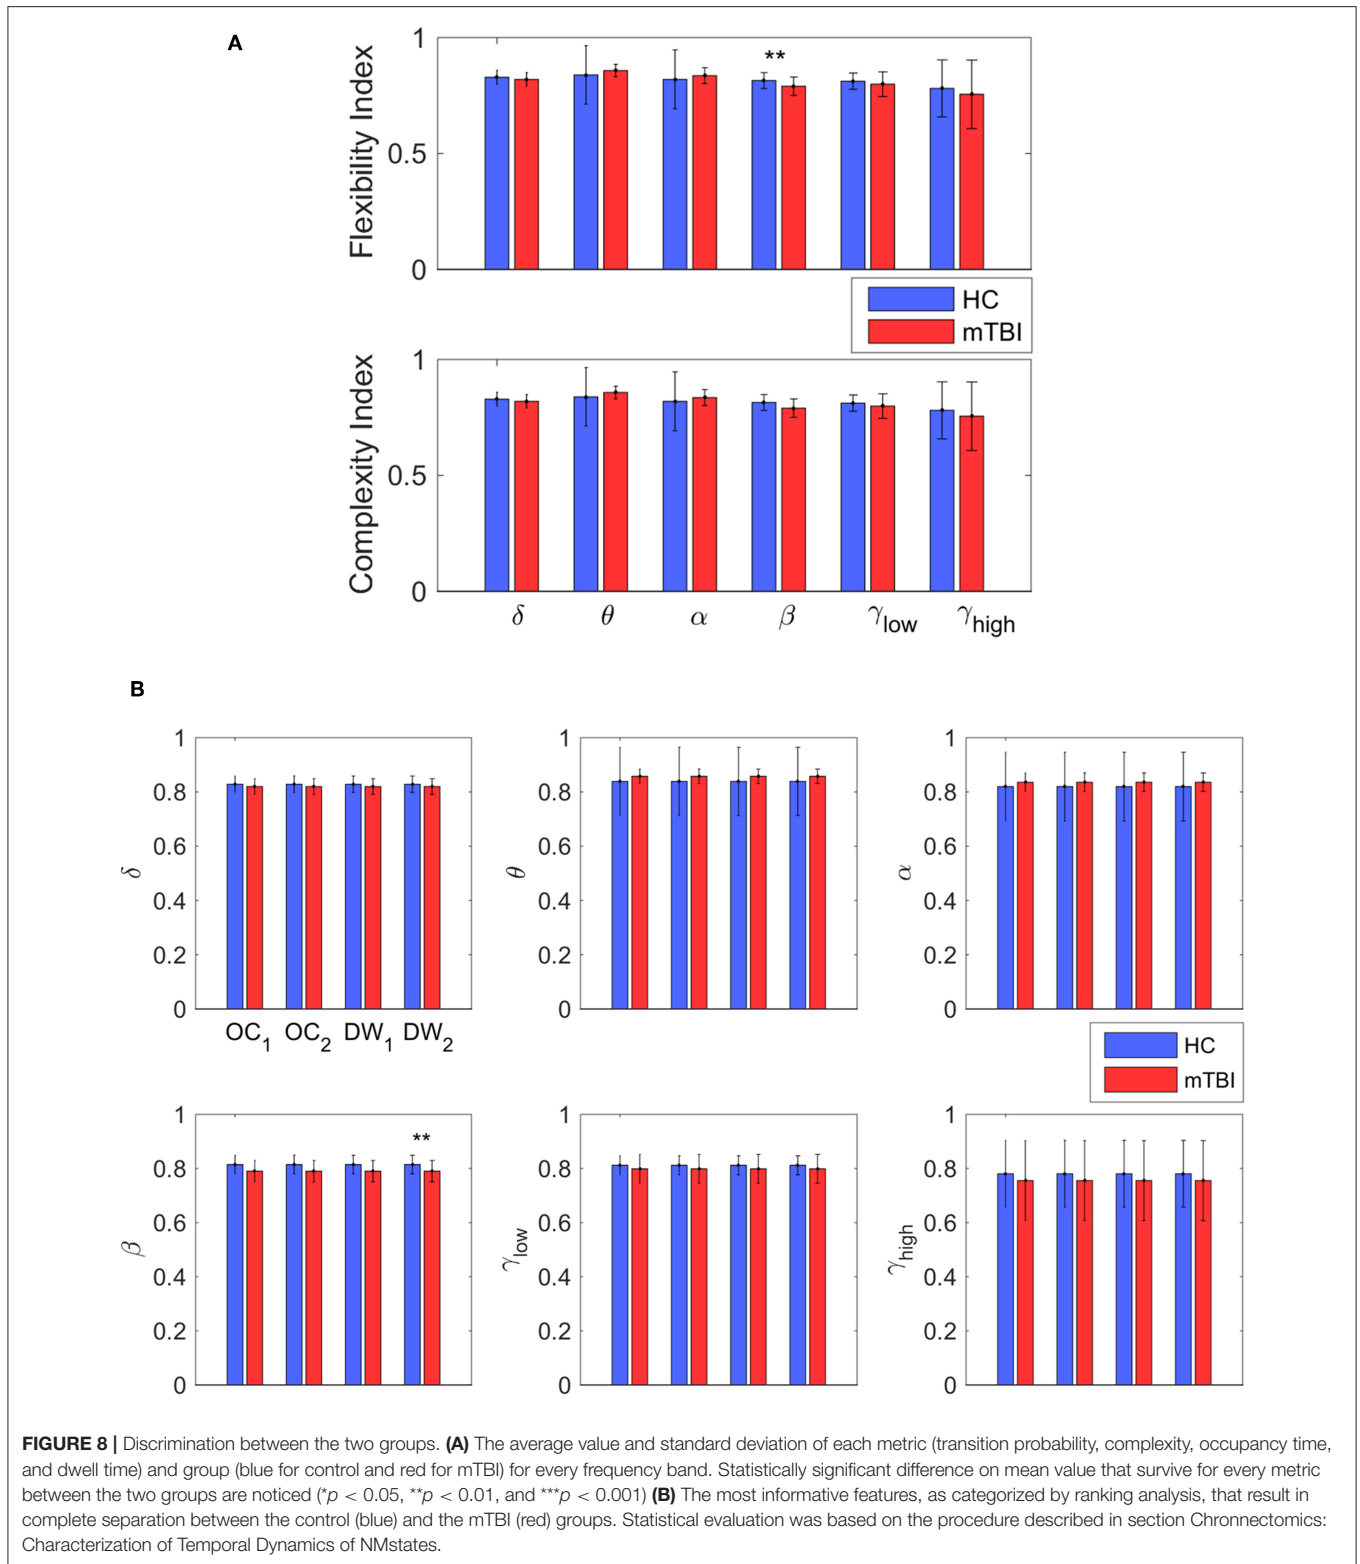 A
1
**
0.5
0
Flexibility Index
HC
mTBI
1
0.5
0
Complexity Index
δ θ α β γlow γhigh
B
1
0.8
0.6
0.4
0.2
0
δ
OC1 OC2 DW1 DW2
1
0.8
0.6
0.4
0.2
0
θ
1
0.8
0.6
0.4
0.2
0
α
HC
mTBI
1
**
0.8
0.6
0.4
0.2
0
β
1
0.8
0.6
0.4
0.2
0
γlow
1
0.8
0.6
0.4
0.2
0
γhigh
FIGURE 8 | Discrimination between the two groups. (A) The average value and standard deviation of each metric (transition probability, complexity, occupancy time,
and dwell time) and group (blue for control and red for mTBI) for every frequency band. Statistically significant difference on mean value that survive for every metric
between the two groups are noticed (*p < 0.05, **p < 0.01, and ***p < 0.001) (B) The most informative features, as categorized by ranking analysis, that result in
complete separation between the control (blue) and the mTBI (red) groups. Statistical evaluation was based on the procedure described in section Chronnectomics:
Characterization of Temporal Dynamics of NMstates.